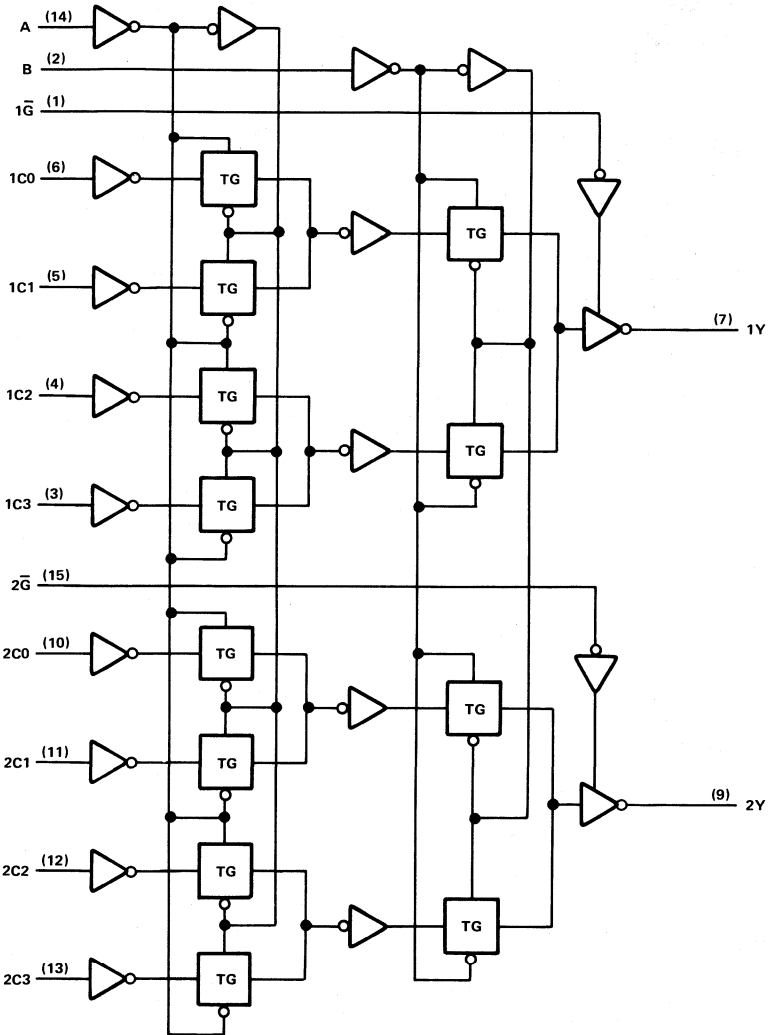 A (14)
B (2)
1G̅ (1)
1C0 (6)
TG
TG
1C1 (5)
TG
1Y (7)
1C2 (4)
TG
TG
1C3 (3)
TG
2G̅ (15)
2C0 (10)
TG
TG
2C1 (11)
TG
2Y (9)
2C2 (12)
TG
TG
2C3 (13)
TG